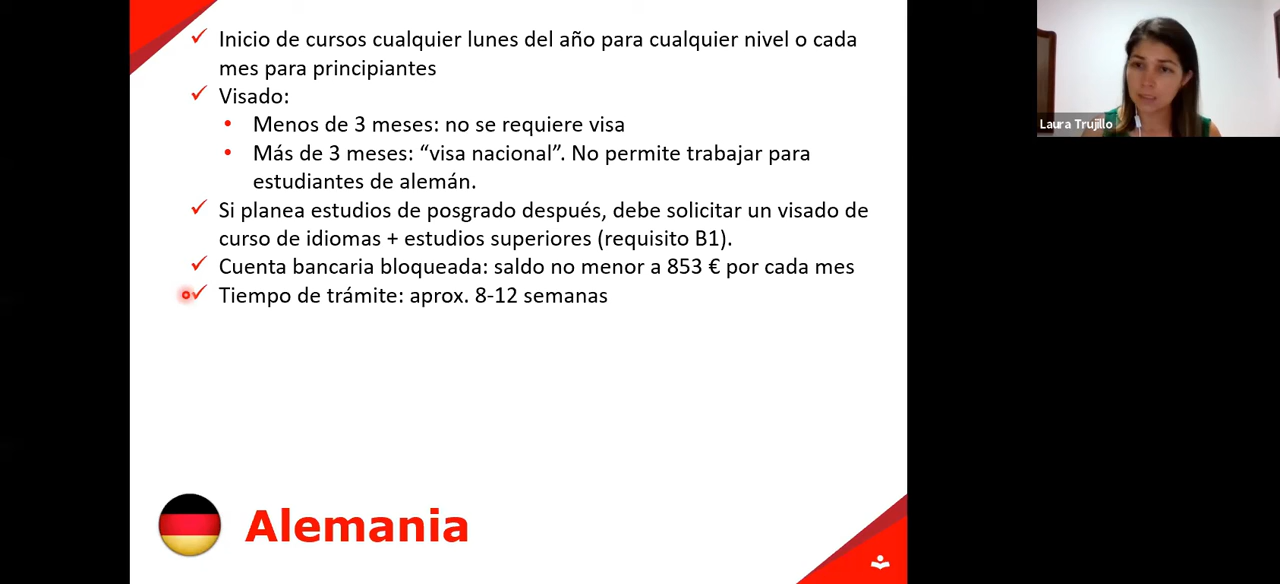 Inicio de cursos cualquier lunes del año para cualquier nivel o cada
mes para principiantes
Visado:
Menos de 3 meses: no se requiere visa
Más de 3 meses: “visa nacional”. No permite trabajar para
estudiantes de alemán.
Si planea estudios de posgrado después, debe solicitar un visado de
curso de idiomas + estudios superiores (requisito B1).
Cuenta bancaria bloqueada: saldo no menor a 853 € por cada mes
Tiempo de trámite: aprox. 8-12 semanas
Alemania
Laura Trujillo